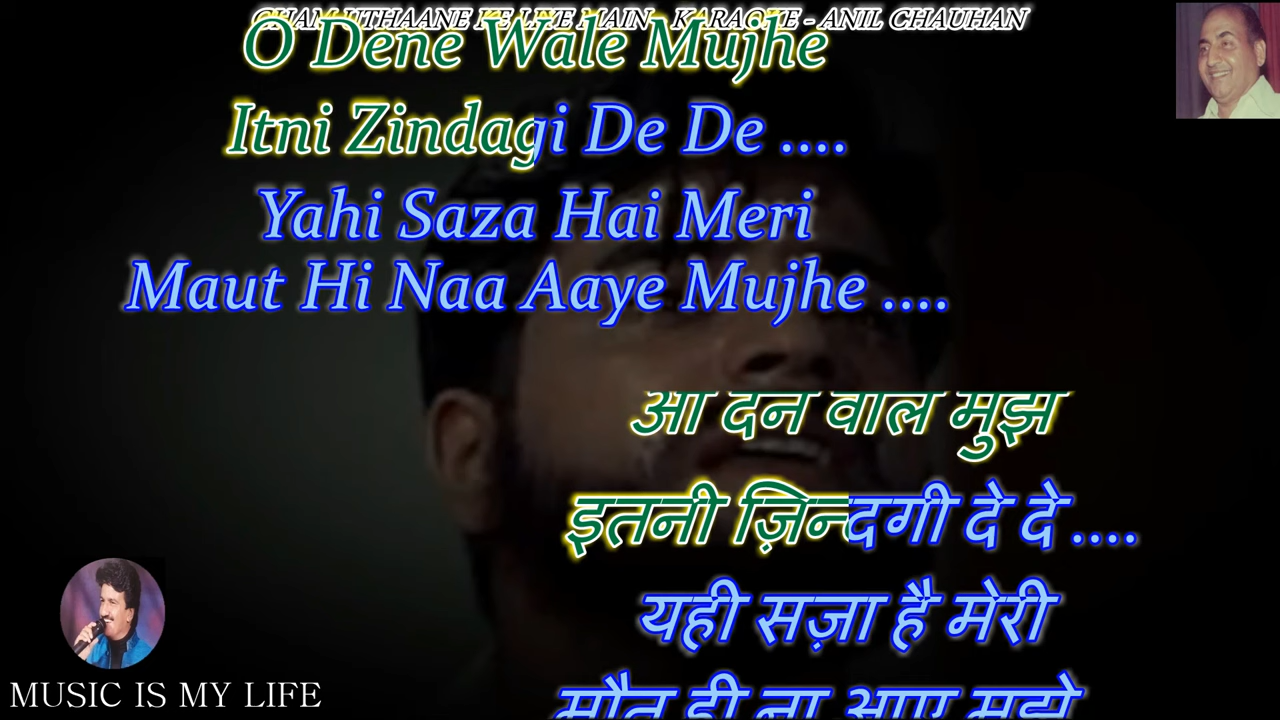 GHAM UTHAANE KE LIYE MAIN - KARAOKE - ANIL CHAUHAN
O Dene Wale Mujhe
Itni Zindagi De De ....
Yahi Saza Hai Meri
Maut Hi Naa Aaye Mujhe ....
ओ देने वाले मुझे
इतनी ज़िन्दगी दे दे ....
यही सज़ा है मेरी
मौत ही ना आए मुझे
MUSIC IS MY LIFE